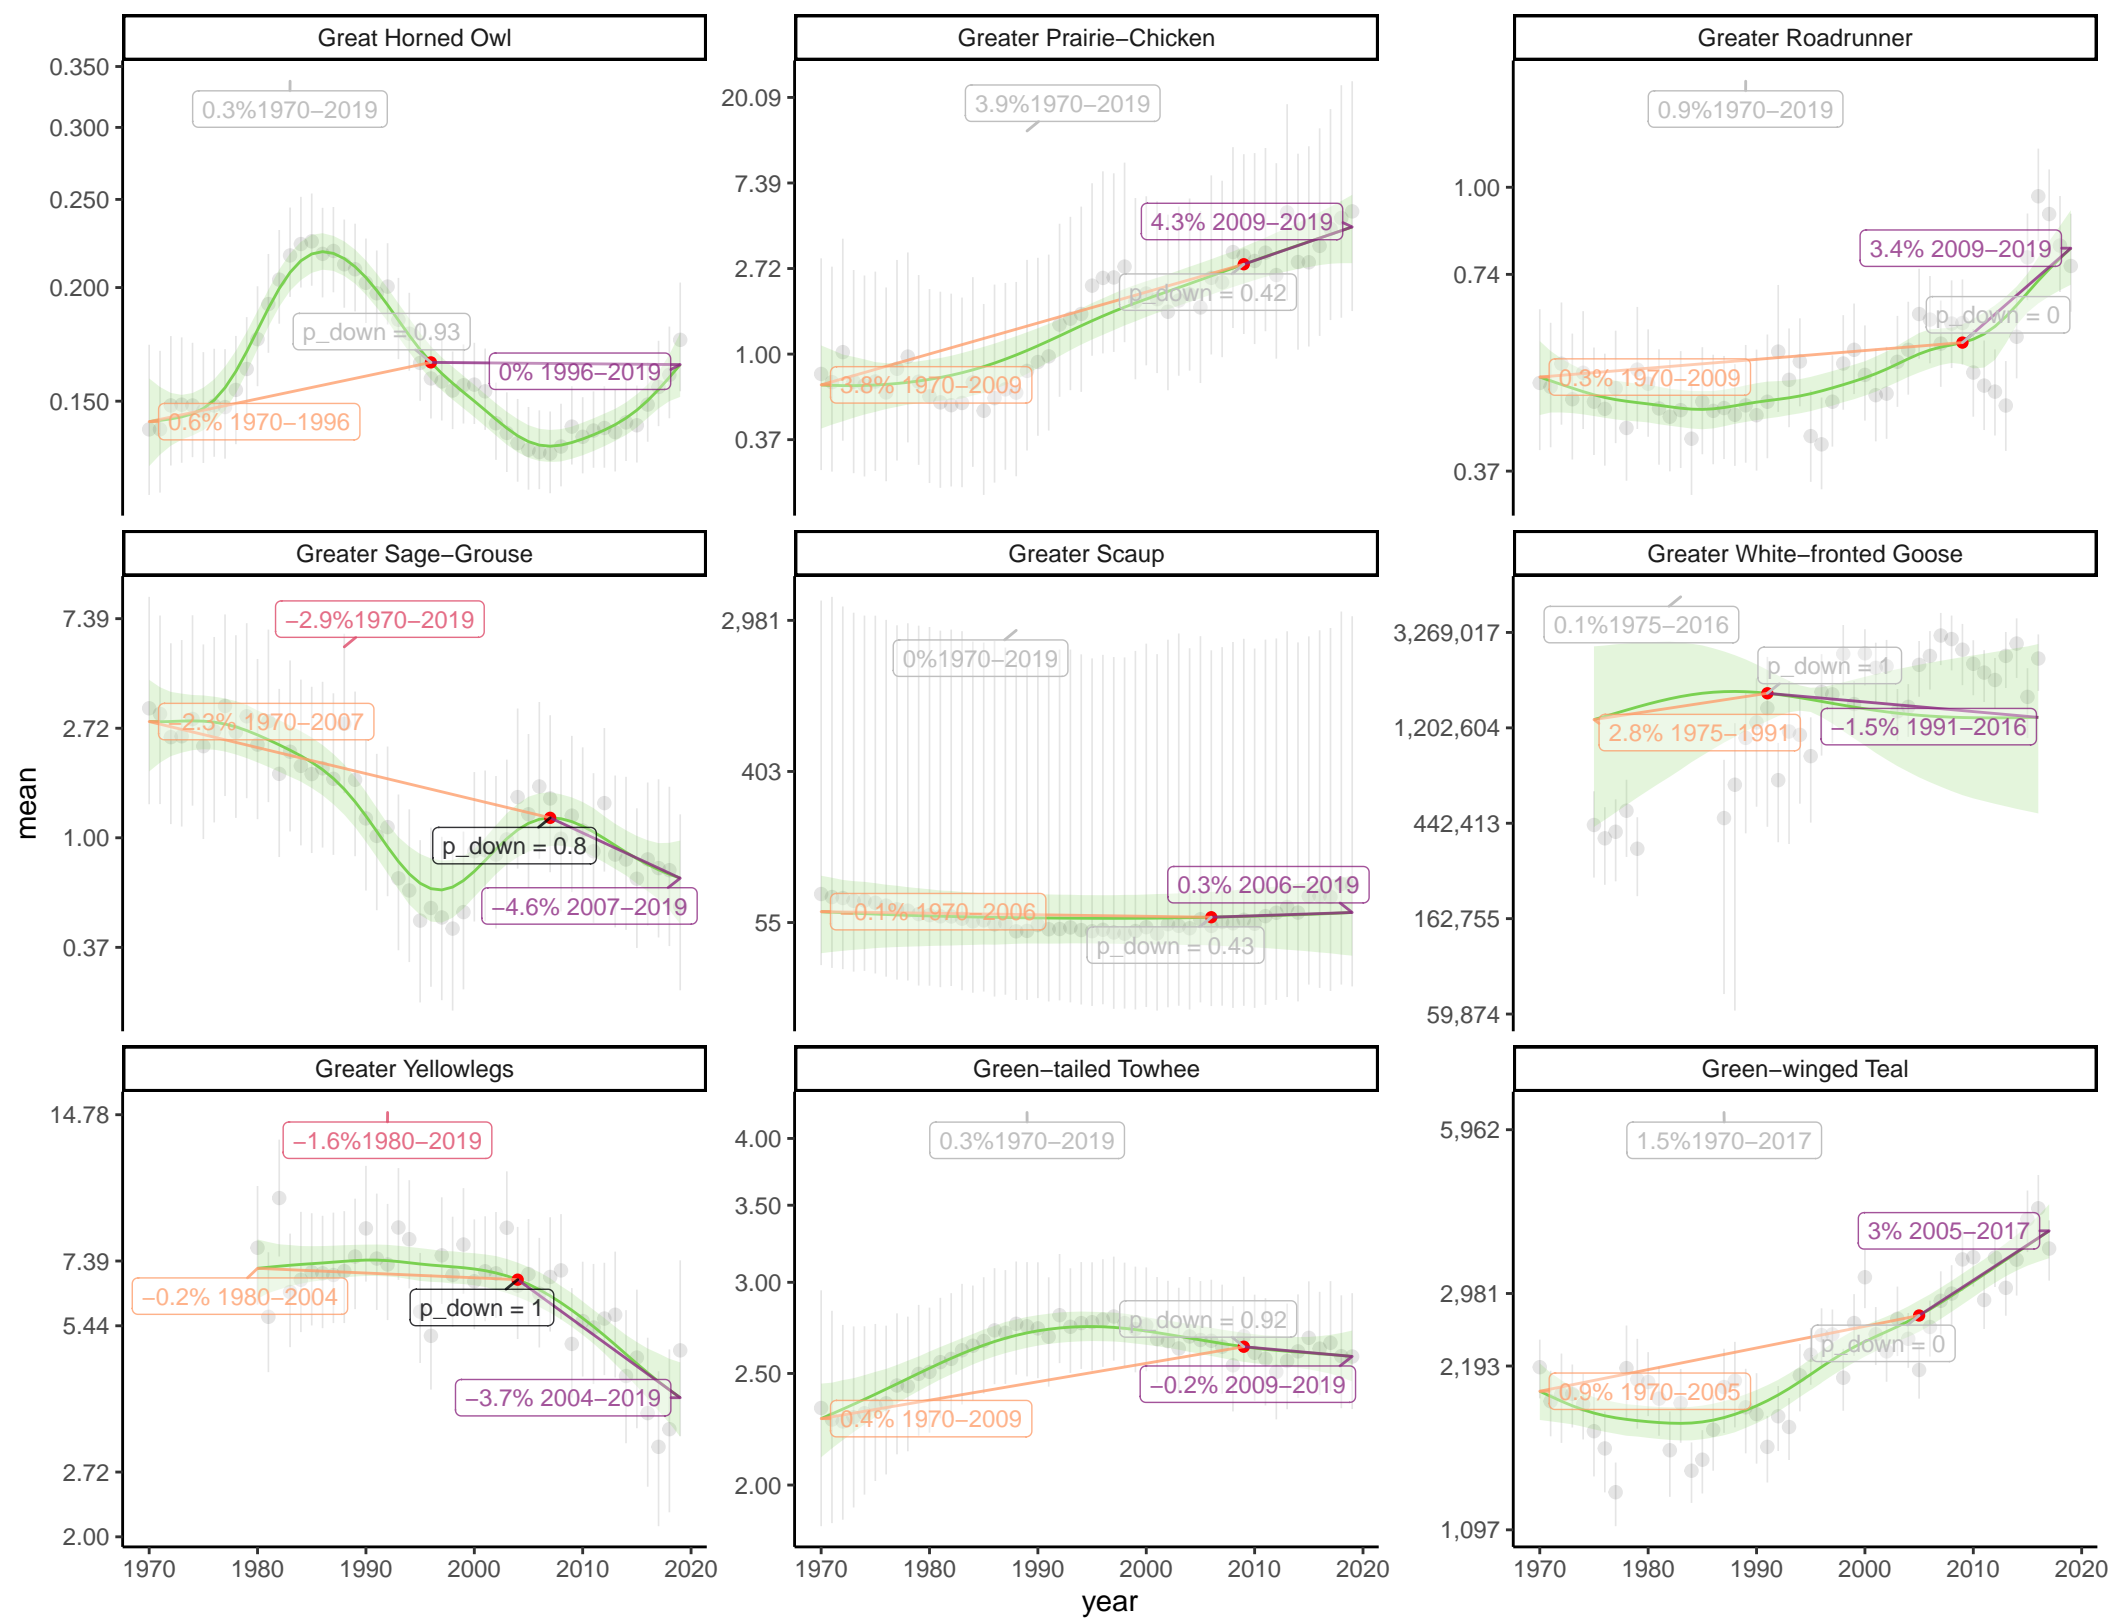 Great Horned Owl
0.350
0.300
0.250
0.200
0.150
0.3%1970−2019
p_down = 0.93
0% 1996−2019
0.6% 1970−1996
Greater Prairie−Chicken
20.09
7.39
2.72
1.00
0.37
3.9%1970−2019
4.3% 2009−2019
p_down = 0.42
3.8% 1970−2009
Greater Roadrunner
1.00
0.74
0.37
0.9%1970−2019
3.4% 2009−2019
p_down = 0
0.3% 1970−2009
mean
Greater Sage−Grouse
7.39
2.72
1.00
0.37
−2.9%1970−2019
−2.3% 1970−2007
p_down = 0.8
−4.6% 2007−2019
Greater Scaup
2,981
403
55
0%1970−2019
0.3% 2006−2019
−0.1% 1970−2006
p_down = 0.43
Greater White−fronted Goose
3,269,017
1,202,604
442,413
162,755
59,874
0.1%1975−2016
p_down = 1
2.8% 1975−1991
−1.5% 1991−2016
Greater Yellowlegs
14.78
7.39
5.44
2.72
2.00
−1.6%1980−2019
−0.2% 1980−2004
p_down = 1
−3.7% 2004−2019
1970 1980 1990 2000 2010 2020
Green−tailed Towhee
4.00
3.50
3.00
2.50
2.00
0.3%1970−2019
p_down = 0.92
−0.2% 2009−2019
0.4% 1970−2009
1970 1980 1990 2000 2010 2020
Green−winged Teal
5,962
2,981
2,193
1,097
1.5%1970−2017
3% 2005−2017
p_down = 0
0.9% 1970−2005
1970 1980 1990 2000 2010 2020
year